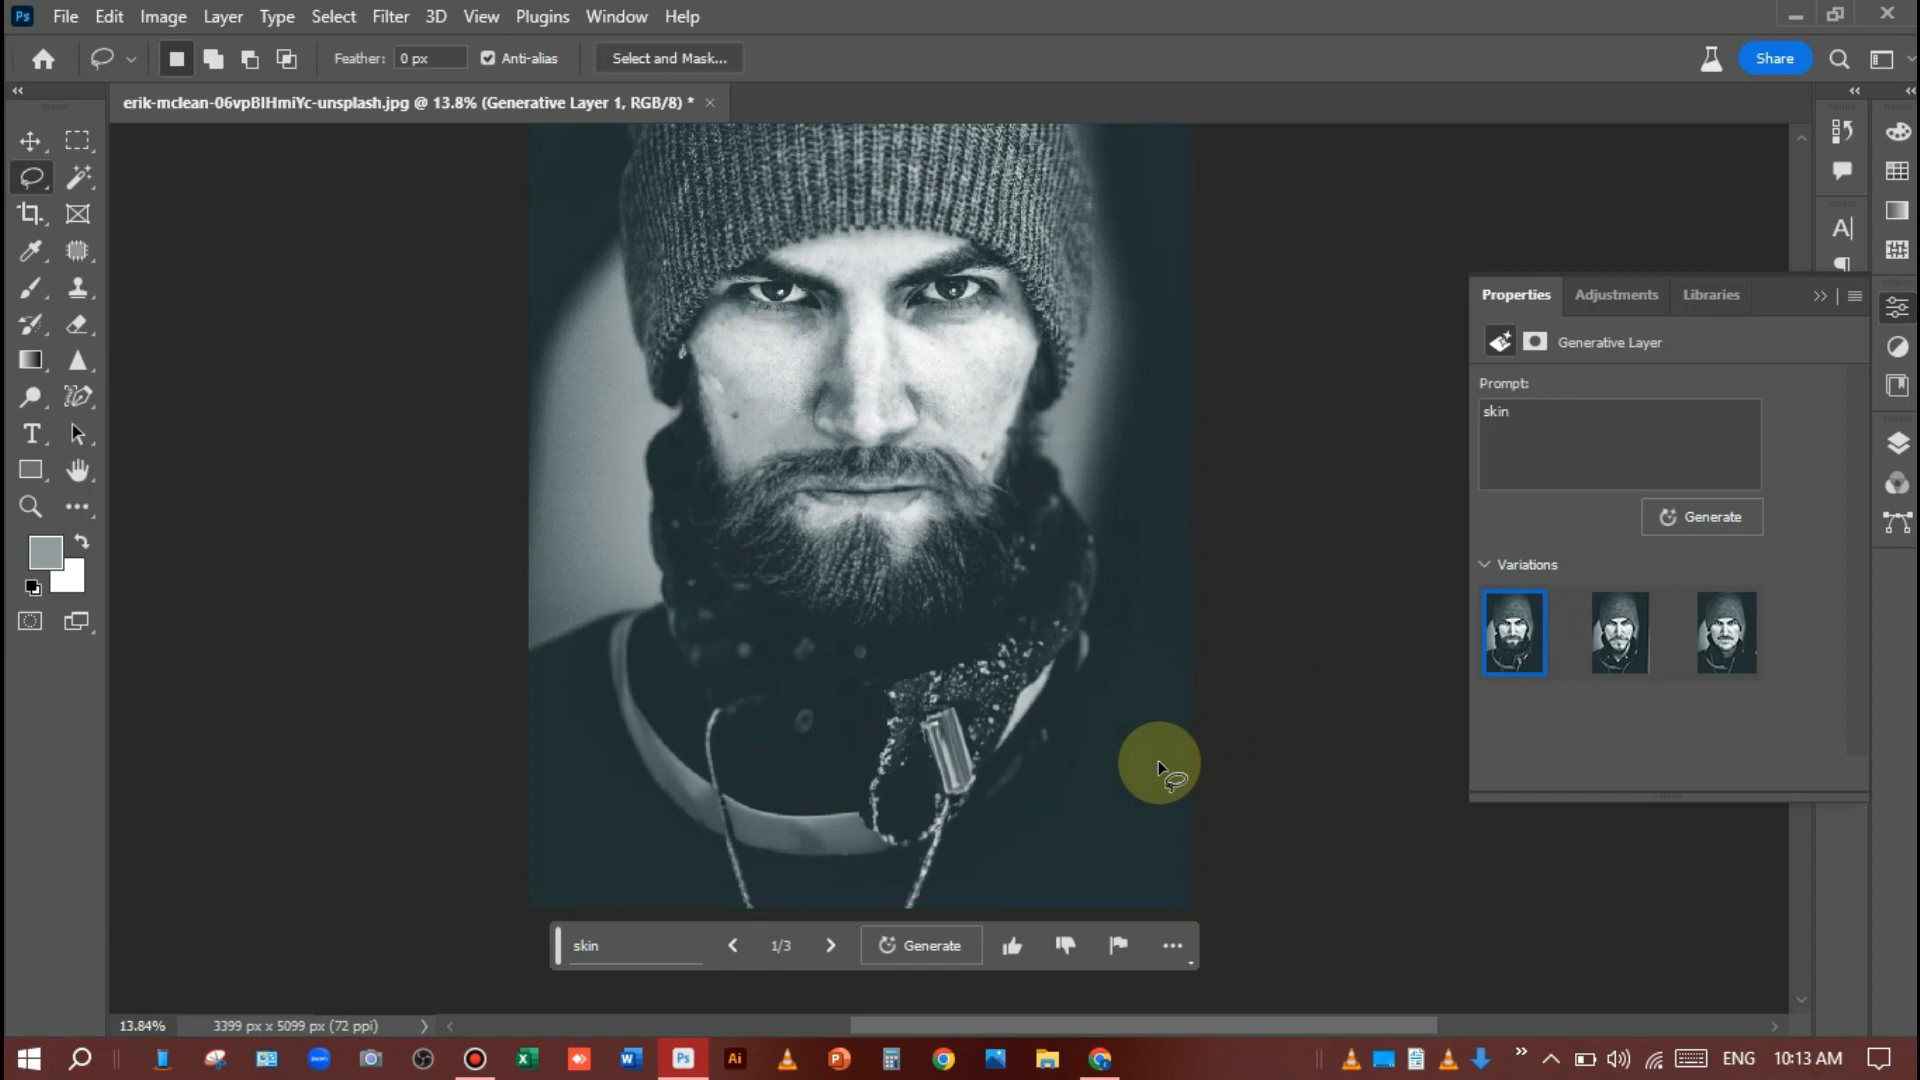 Ps File Edit Image Layer Type Select Filter 3D View Plugins Window Help
Feather: 0 px Anti-alias Select and Mask... Share
erik-mclean-06vpBlHmiYc-unsplash.jpg @ 13.8% (Generative Layer 1, RGB/8) *
Properties Adjustments Libraries
Generative Layer
Prompt:
skin
Generate
Variations
skin 1/3 Generate
13.84% 3399 px x 5099 px (72 ppi)
Ps Ai ENG 10:13 AM